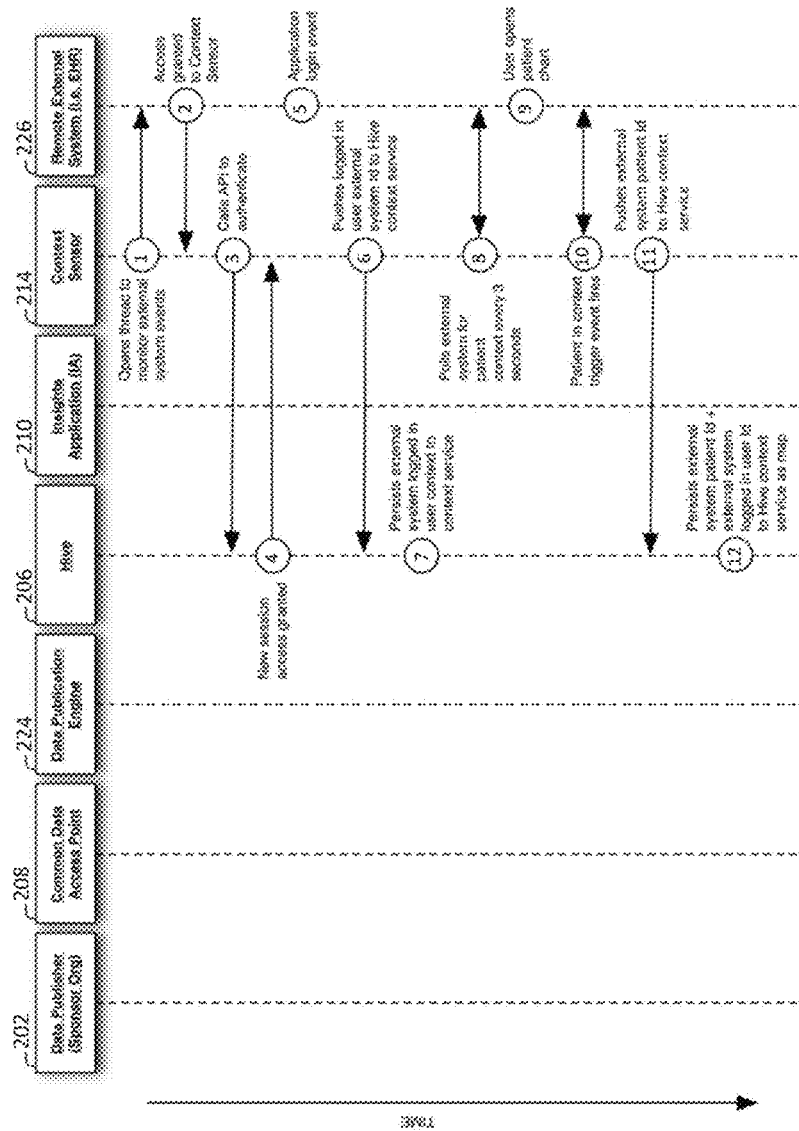 202
Data Publisher
(Sponsor Org)
208
Common Data
Access Point
224
Data Publication
Engine
206
Hive
210
Insights
Application (IA)
214
Context
Sensor
226
Remote External
System (i.e. EHR)
TIME
1
Opens thread to
monitor external
system events
2
Access
granted
to Context
Sensor
3
Calls API to
authenticate
4
New session
access granted
5
Application
login event
6
Pushes logged in
user external
system id to Hive
context service
7
Persists external
system logged in
user context to
context service
8
Polls external
system for
patient
context every 3
seconds
9
User opens
patient
chart
10
Patient in context
trigger event fires
11
Pushes external
system patient id
to Hive context
service
12
Persists external
system patient id +
external system
logged in user id
to Hive context
service as map